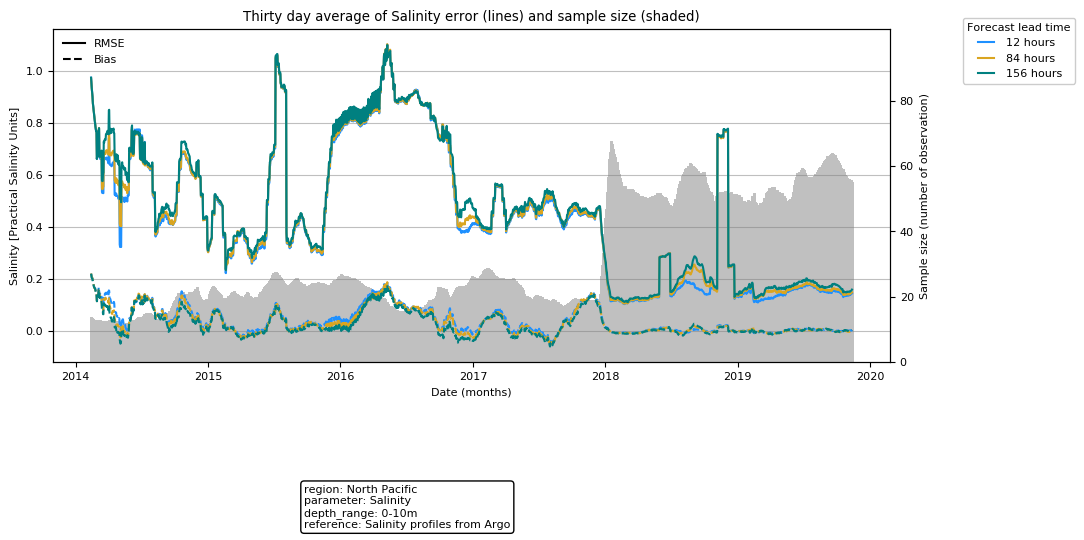 Thirty day average of Salinity error (lines) and sample size (shaded)
RMSE
Bias
Forecast lead time
12 hours
84 hours
156 hours
Salinity [Practical Salinity Units]
1.0
0.8
0.6
0.4
0.2
0.0
80
60
40
20
0
Sample size (number of observation)
2014 2015 2016 2017 2018 2019 2020
Date (months)
region: North Pacific
parameter: Salinity
depth_range: 0-10m
reference: Salinity profiles from Argo